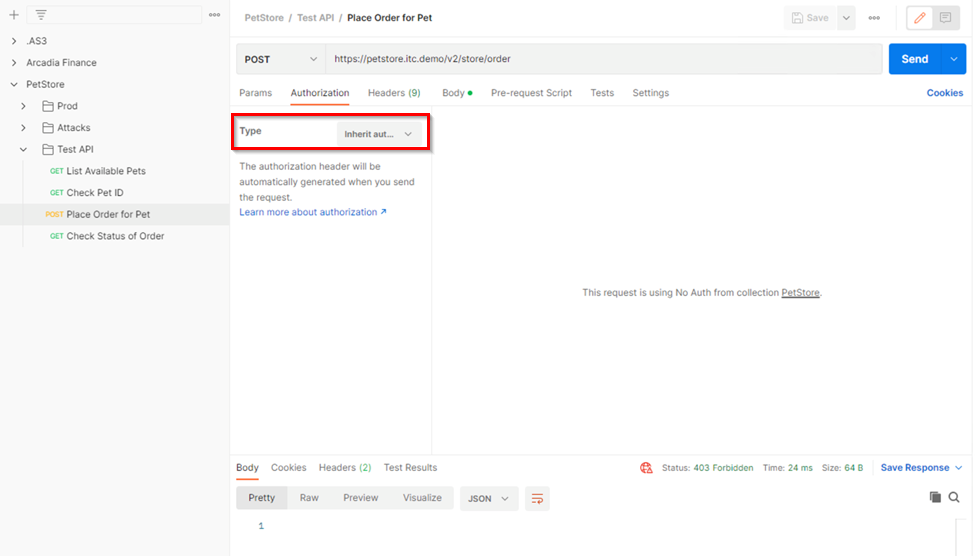 PetStore / Test API / Place Order for Pet
Save
.AS3
Arcadia Finance
PetStore
Prod
Attacks
Test API
GET List Available Pets
GET Check Pet ID
POST Place Order for Pet
GET Check Status of Order
POST https://petstore.itc.demo/v2/store/order Send
Params Authorization Headers (9) Body Pre-request Script Tests Settings Cookies
Type Inherit aut...
The authorization header will be
automatically generated when you send
the request.
Learn more about authorization ↗
This request is using No Auth from collection PetStore.
Body Cookies Headers (2) Test Results Status: 403 Forbidden Time: 24 ms Size: 64 B Save Response
Pretty Raw Preview Visualize JSON
1